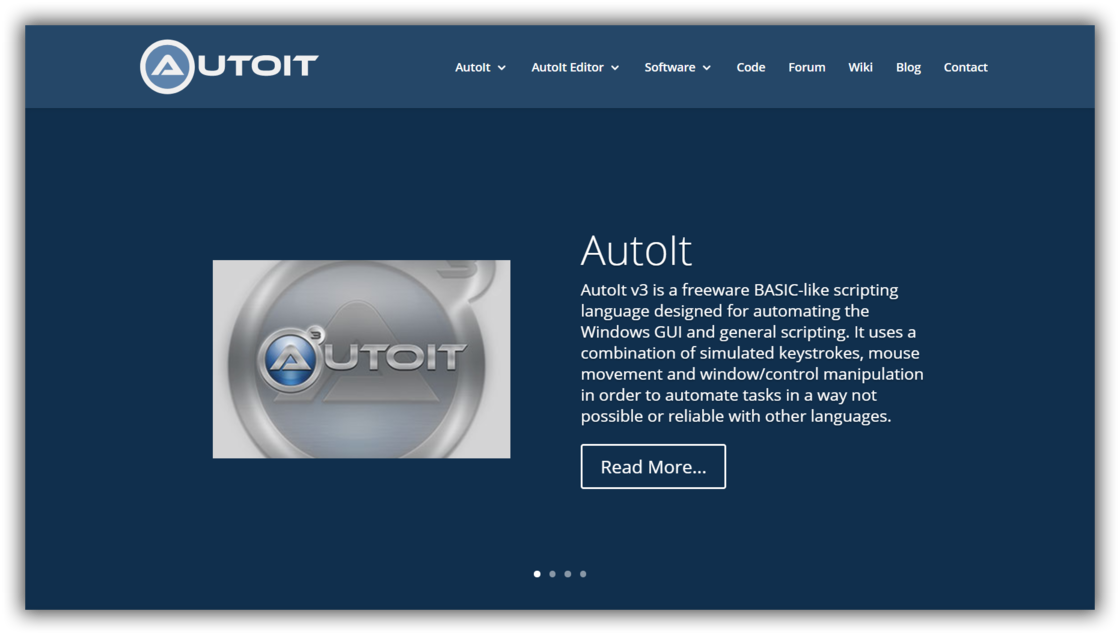 AUTOIT
AutoIt AutoIt Editor Software Code Forum Wiki Blog Contact
3
3
AUTOIT
AutoIt
AutoIt v3 is a freeware BASIC-like scripting
language designed for automating the
Windows GUI and general scripting. It uses a
combination of simulated keystrokes, mouse
movement and window/control manipulation
in order to automate tasks in a way not
possible or reliable with other languages.
Read More...